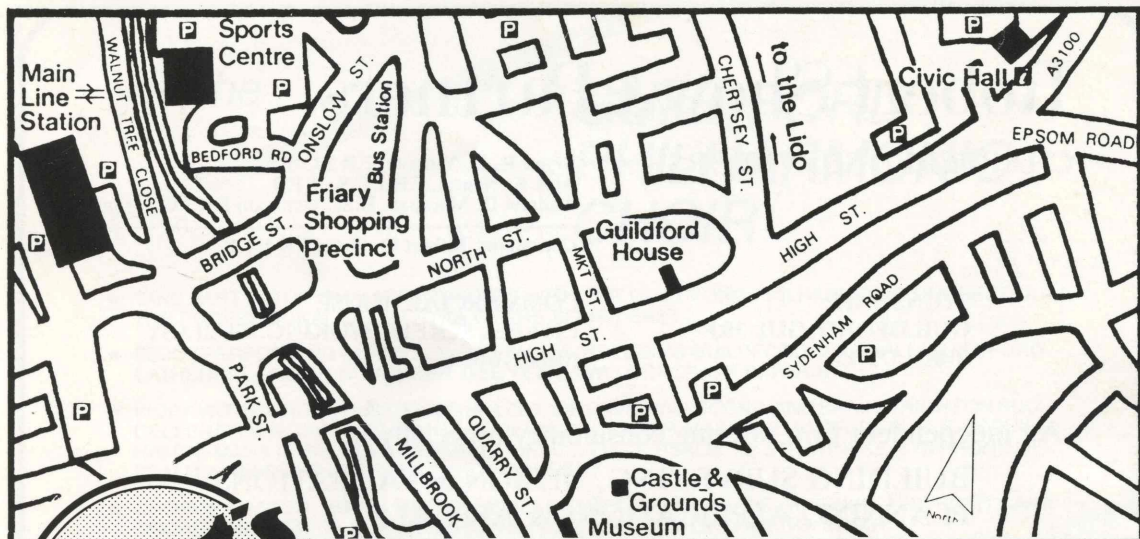 P
Sports
Centre
Main
Line
Station
WALNUT
TREE
CLOSE
P
ONSLOW ST.
Bus Station
BEDFORD RD
P
P
BRIDGE ST.
Friary
Shopping
Precinct
P
CHERTSEY
ST.
to the Lido
P
Civic Hall i
A3100
P
EPSOM ROAD
NORTH ST.
MKT ST.
Guildford
House
HIGH ST.
HIGH ST.
SYDENHAM ROAD
P
P
P
P
PARK ST.
MILLBROOK
QUARRY ST.
P
Castle &
Grounds
Museum
North